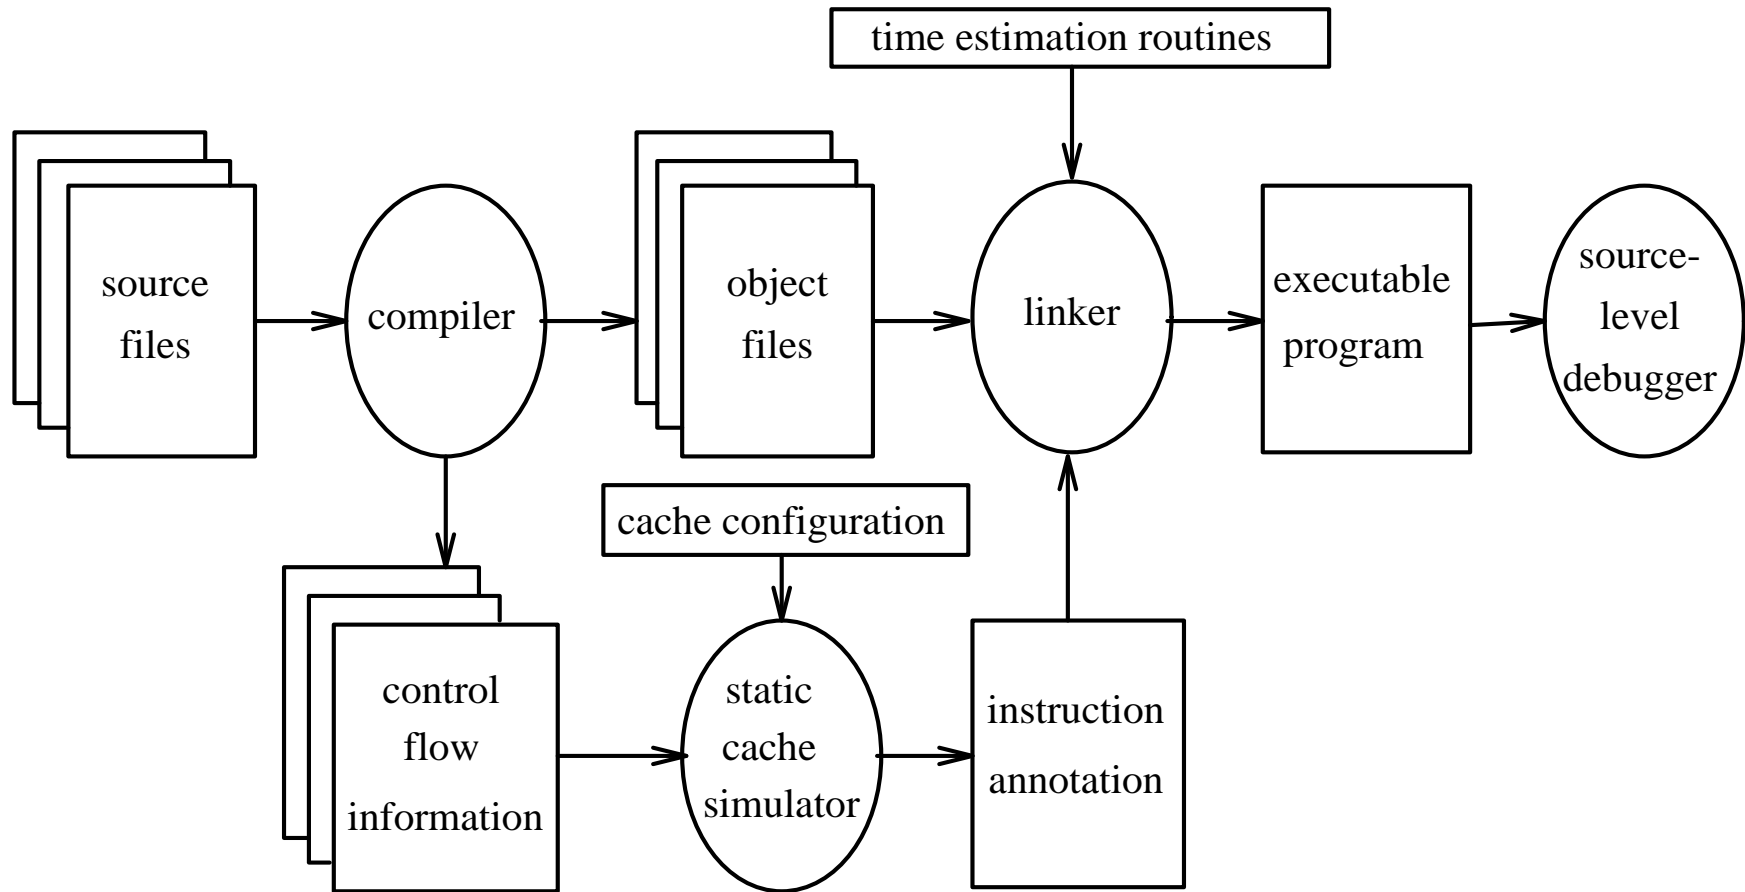 time estimation routines
source
files
compiler
object
files
linker
executable
program
source-
level
debugger
cache configuration
control
flow
information
static
cache
simulator
instruction
annotation